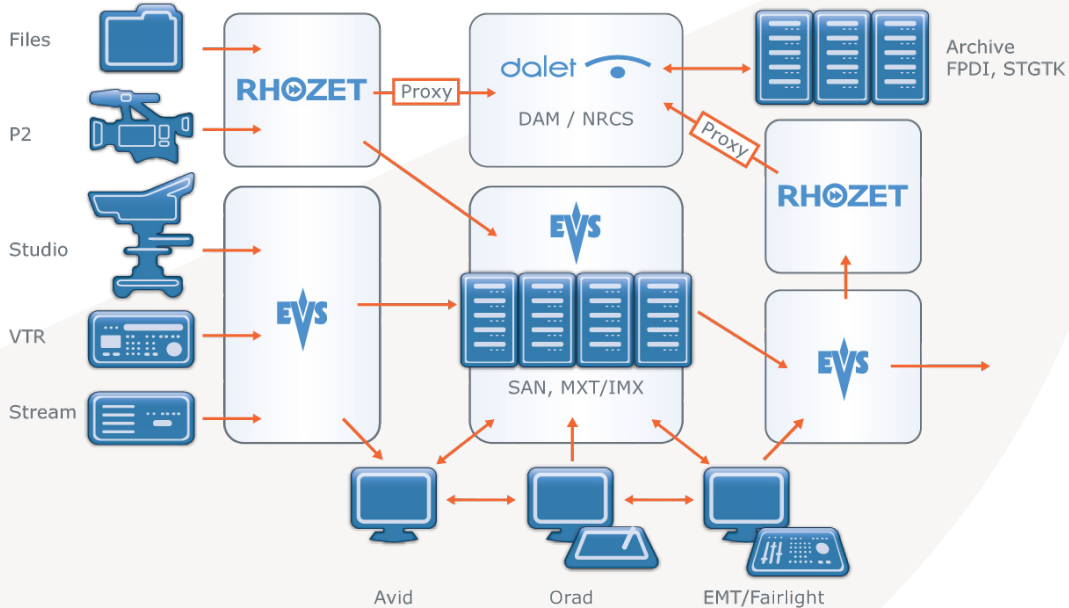 Files
P2
Studio
VTR
Stream
RHOZET
Proxy
dalet
DAM / NRCS
Archive
FPDI, STGTK
Proxy
RHOZET
EVS
EVS
SAN, MXT/IMX
EVS
Avid
Orad
EMT/Fairlight